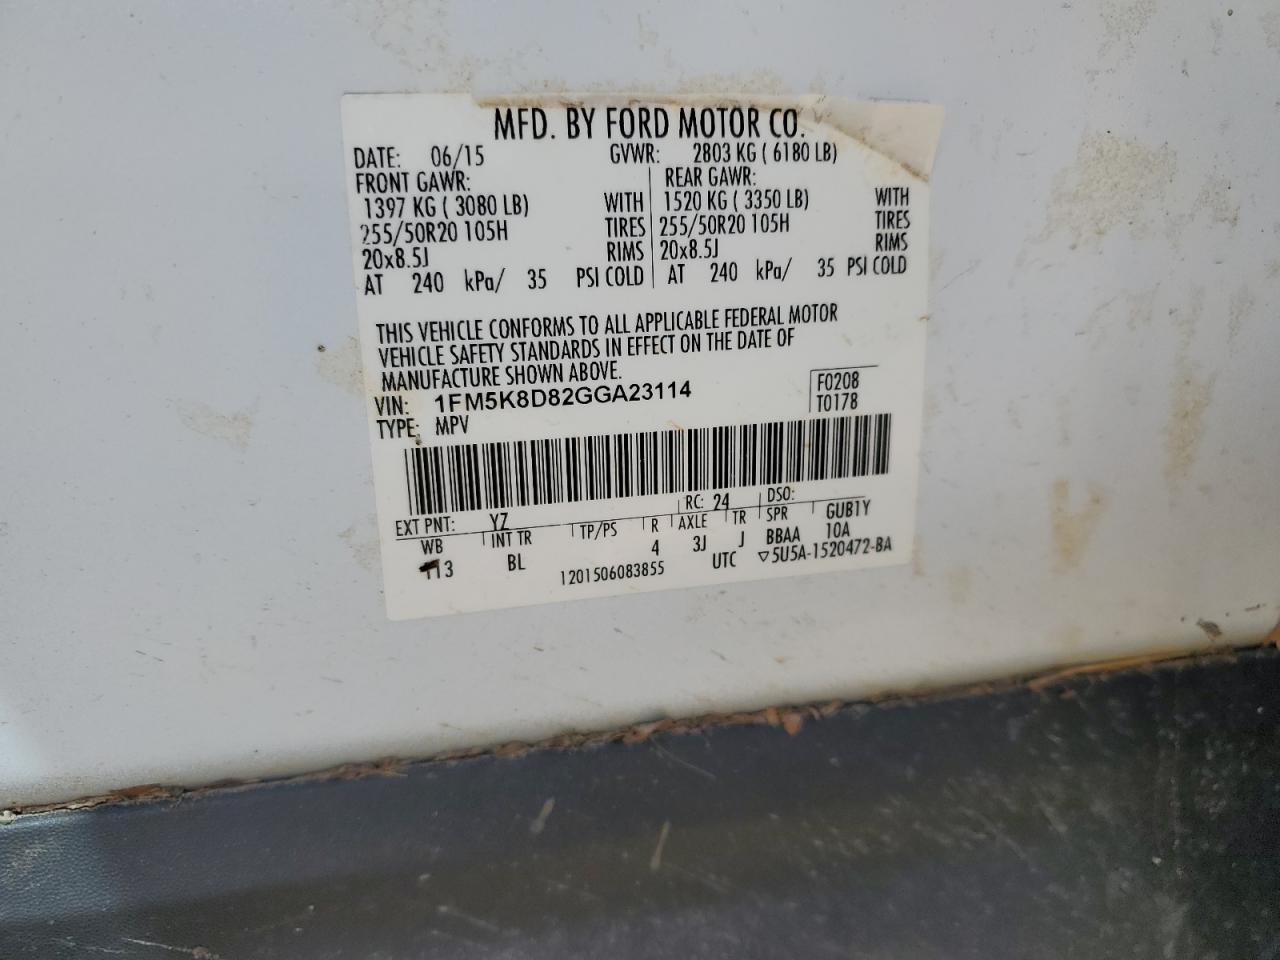 MFD. BY FORD MOTOR CO.
DATE: 06/15 GVWR: 2803 KG ( 6180 LB)
FRONT GAWR: REAR GAWR:
1397 KG ( 3080 LB) WITH 1520 KG ( 3350 LB) WITH
255/50R20 105H TIRES 255/50R20 105H TIRES
20x8.5J RIMS 20x8.5J RIMS
AT 240 kPa/ 35 PSI COLD AT 240 kPa/ 35 PSI COLD
THIS VEHICLE CONFORMS TO ALL APPLICABLE FEDERAL MOTOR
VEHICLE SAFETY STANDARDS IN EFFECT ON THE DATE OF
MANUFACTURE SHOWN ABOVE.
VIN: 1FM5K8D82GGA23114 F0208
TYPE: MPV T0178
EXT PNT: YZ RC: 24 DSO:
WB INT TR TP/PS R AXLE TR SPR GUB1Y
113 BL 4 3J J BBAA 10A
1201506083855 UTC ▽5U5A-1520472-BA